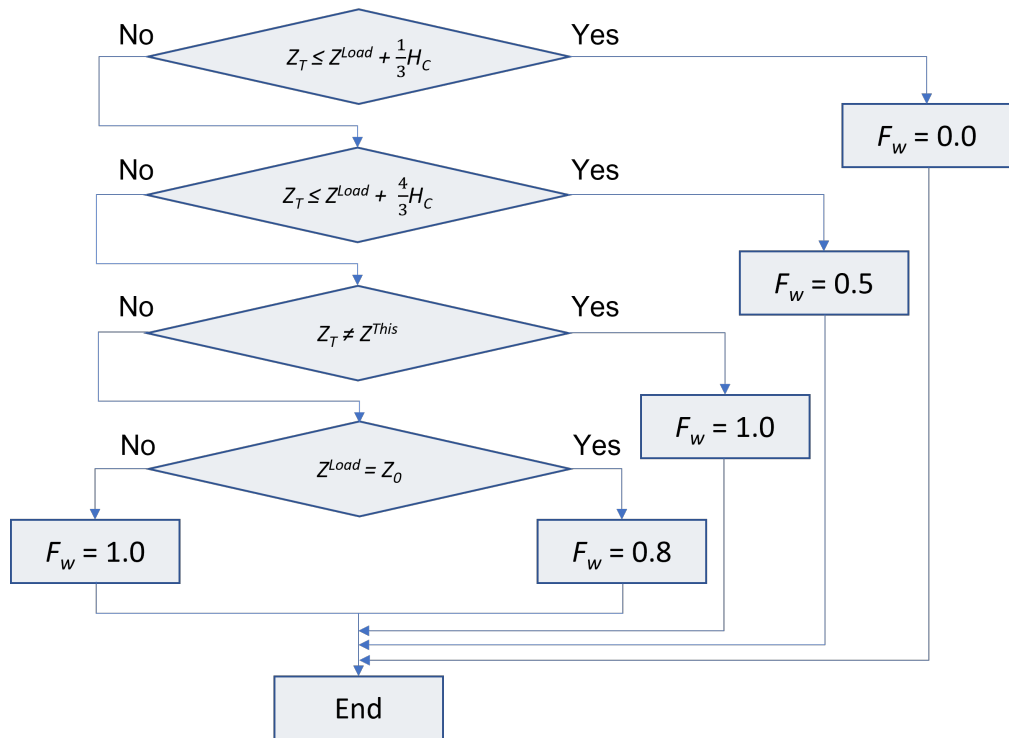 No
Yes
Z_T ≤ Z^Load + 1/3 H_C
F_w = 0.0
No
Yes
Z_T ≤ Z^Load + 4/3 H_C
F_w = 0.5
No
Yes
Z_T ≠ Z^This
F_w = 1.0
No
Yes
Z^Load = Z_0
F_w = 1.0
F_w = 0.8
End